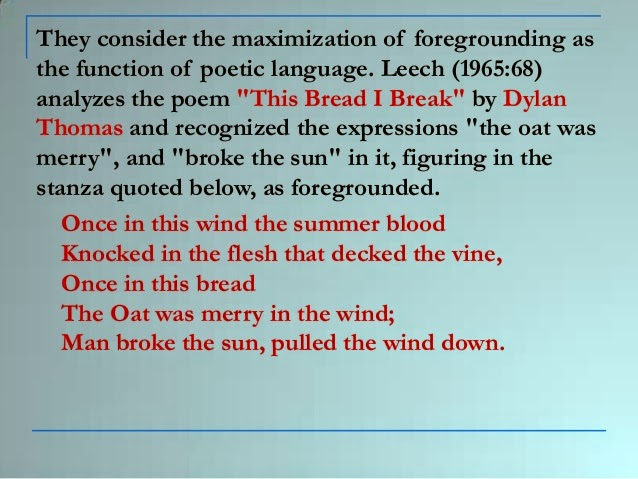 They consider the maximization of foregrounding as
the function of poetic language. Leech (1965:68)
analyzes the poem "This Bread I Break" by Dylan
Thomas and recognized the expressions "the oat was
merry", and "broke the sun" in it, figuring in the
stanza quoted below, as foregrounded.
Once in this wind the summer blood
Knocked in the flesh that decked the vine,
Once in this bread
The Oat was merry in the wind;
Man broke the sun, pulled the wind down.